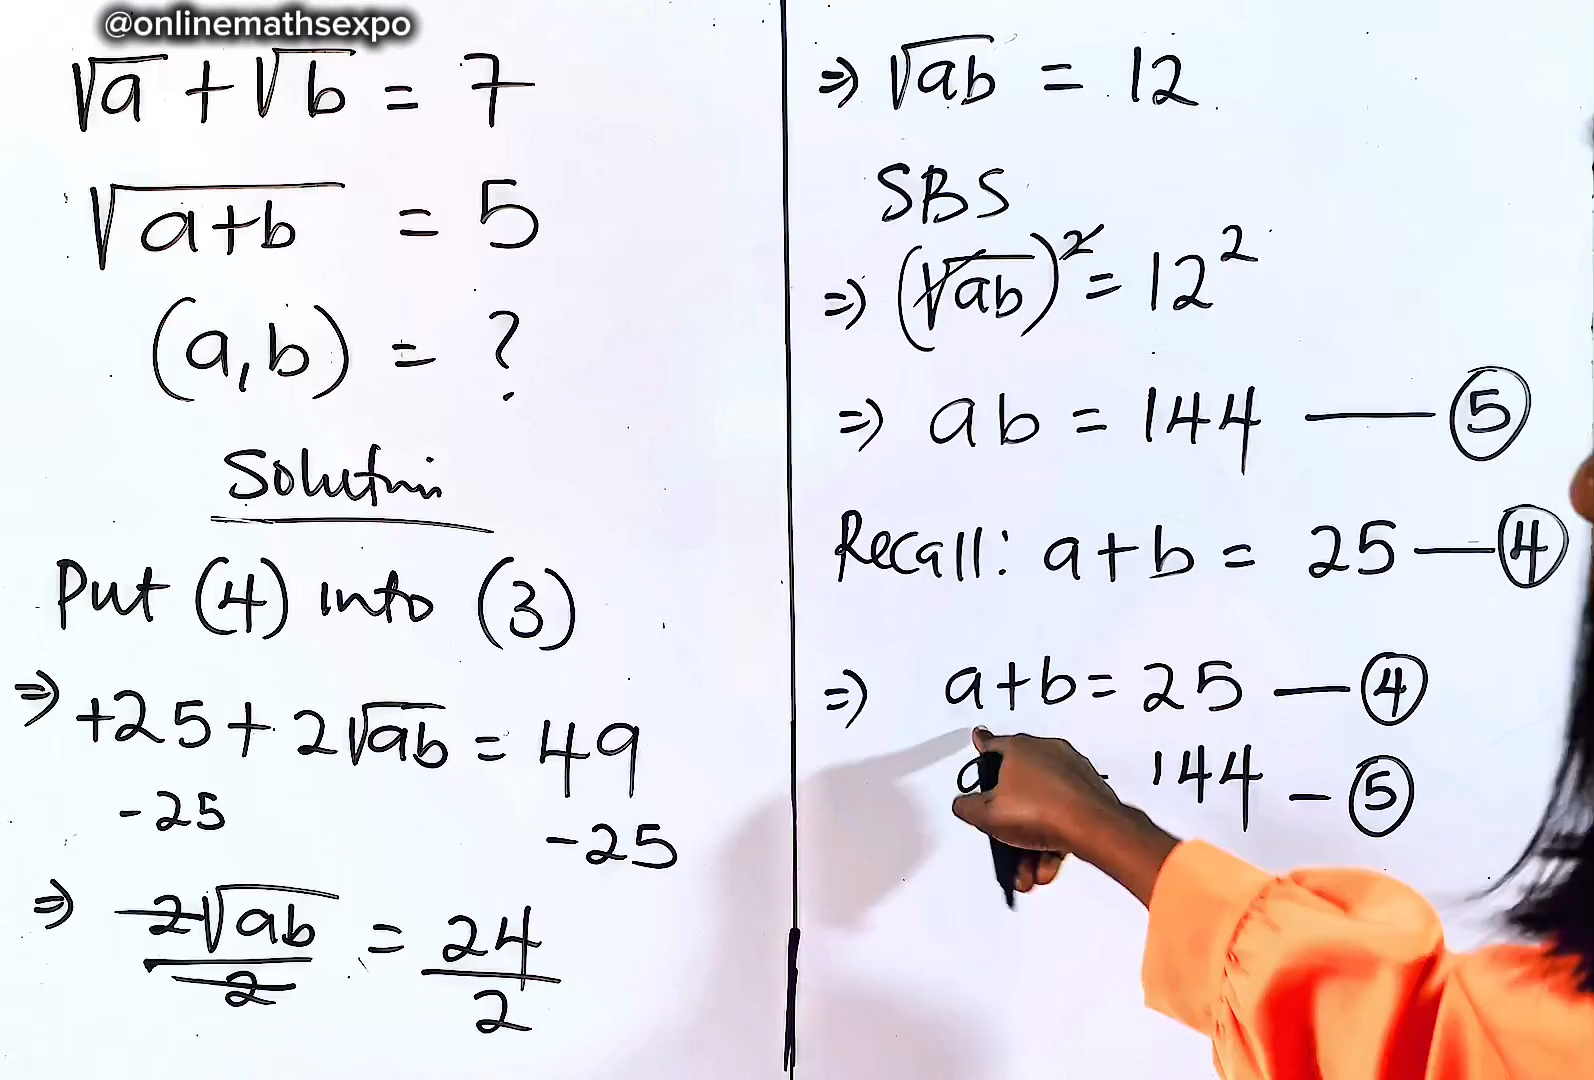 @onlinemathsexpo
√a + √b = 7
√(a+b) = 5
(a,b) = ?
Solution
Put (4) into (3)
⇒ +25 + 2√ab = 49
-25 -25
⇒ 2√ab/2 = 24/2
⇒ √ab = 12
SBS
⇒ (√ab)² = 12²
⇒ ab = 144 — ⑤
Recall: a+b = 25 — ④
⇒ a+b = 25 — ④
a 144 — ⑤